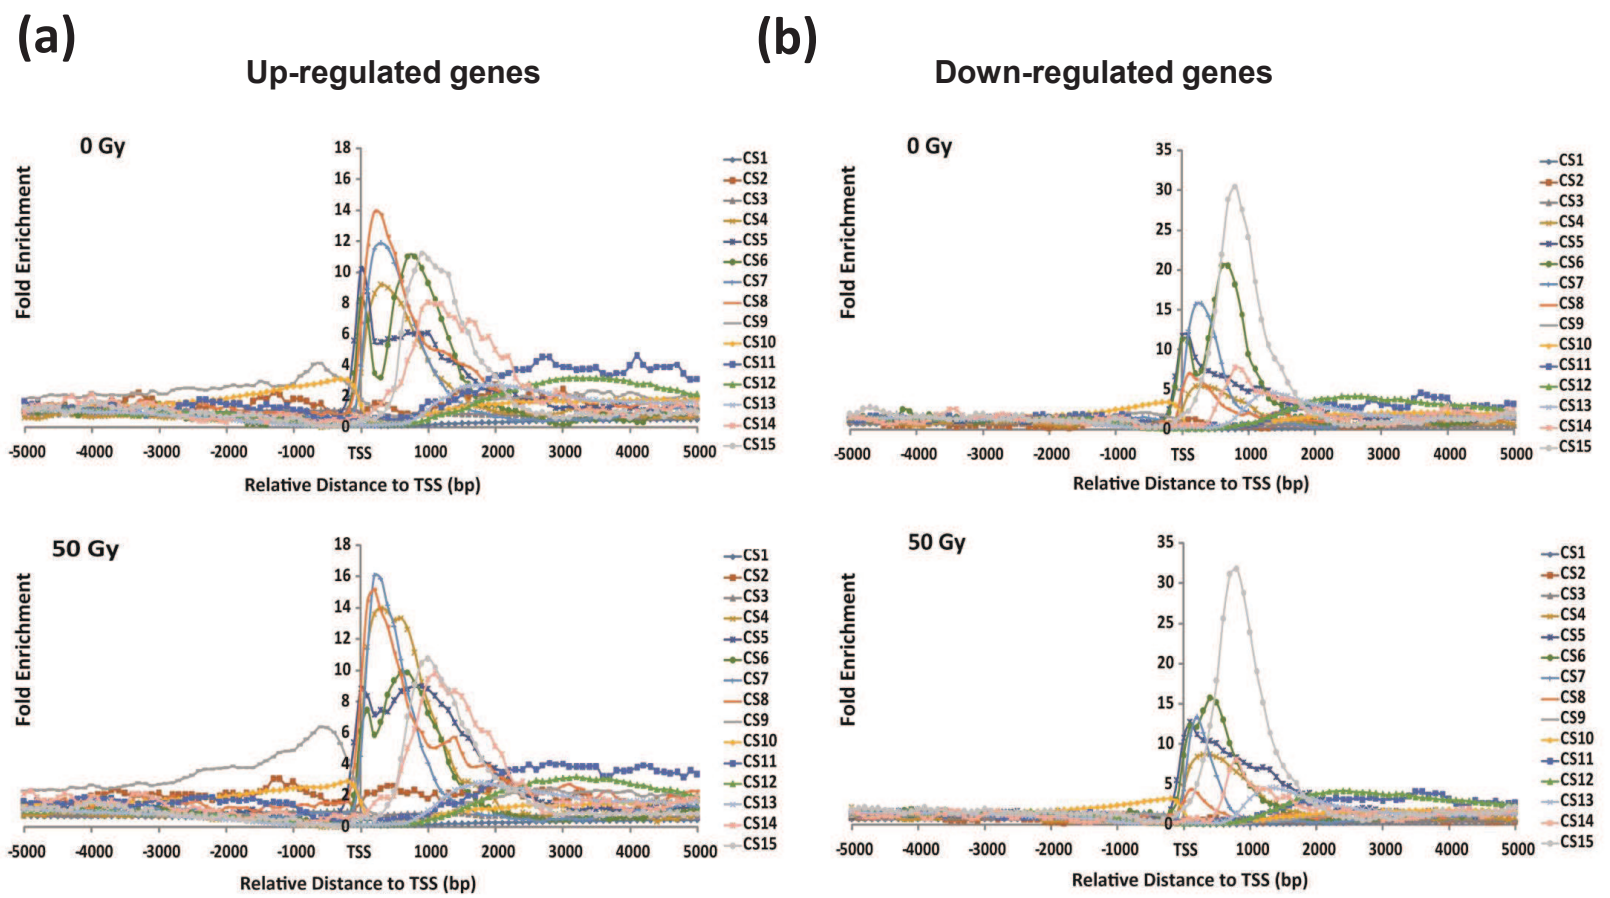 (a)
Up-regulated genes
0 Gy
Fold Enrichment
18
16
14
12
10
8
6
4
2
0
-5000 -4000 -3000 -2000 -1000 TSS 1000 2000 3000 4000 5000
Relative Distance to TSS (bp)
CS1
CS2
CS3
CS4
CS5
CS6
CS7
CS8
CS9
CS10
CS11
CS12
CS13
CS14
CS15
50 Gy
Fold Enrichment
18
16
14
12
10
8
6
4
2
0
-5000 -4000 -3000 -2000 -1000 TSS 1000 2000 3000 4000 5000
Relative Distance to TSS (bp)
CS1
CS2
CS3
CS4
CS5
CS6
CS7
CS8
CS9
CS10
CS11
CS12
CS13
CS14
CS15
(b)
Down-regulated genes
0 Gy
Fold Enrichment
35
30
25
20
15
10
5
0
-5000 -4000 -3000 -2000 -1000 TSS 1000 2000 3000 4000 5000
Relative Distance to TSS (bp)
CS1
CS2
CS3
CS4
CS5
CS6
CS7
CS8
CS9
CS10
CS11
CS12
CS13
CS14
CS15
50 Gy
Fold Enrichment
35
30
25
20
15
10
5
0
-5000 -4000 -3000 -2000 -1000 TSS 1000 2000 3000 4000 5000
Relative Distance to TSS (bp)
CS1
CS2
CS3
CS4
CS5
CS6
CS7
CS8
CS9
CS10
CS11
CS12
CS13
CS14
CS15